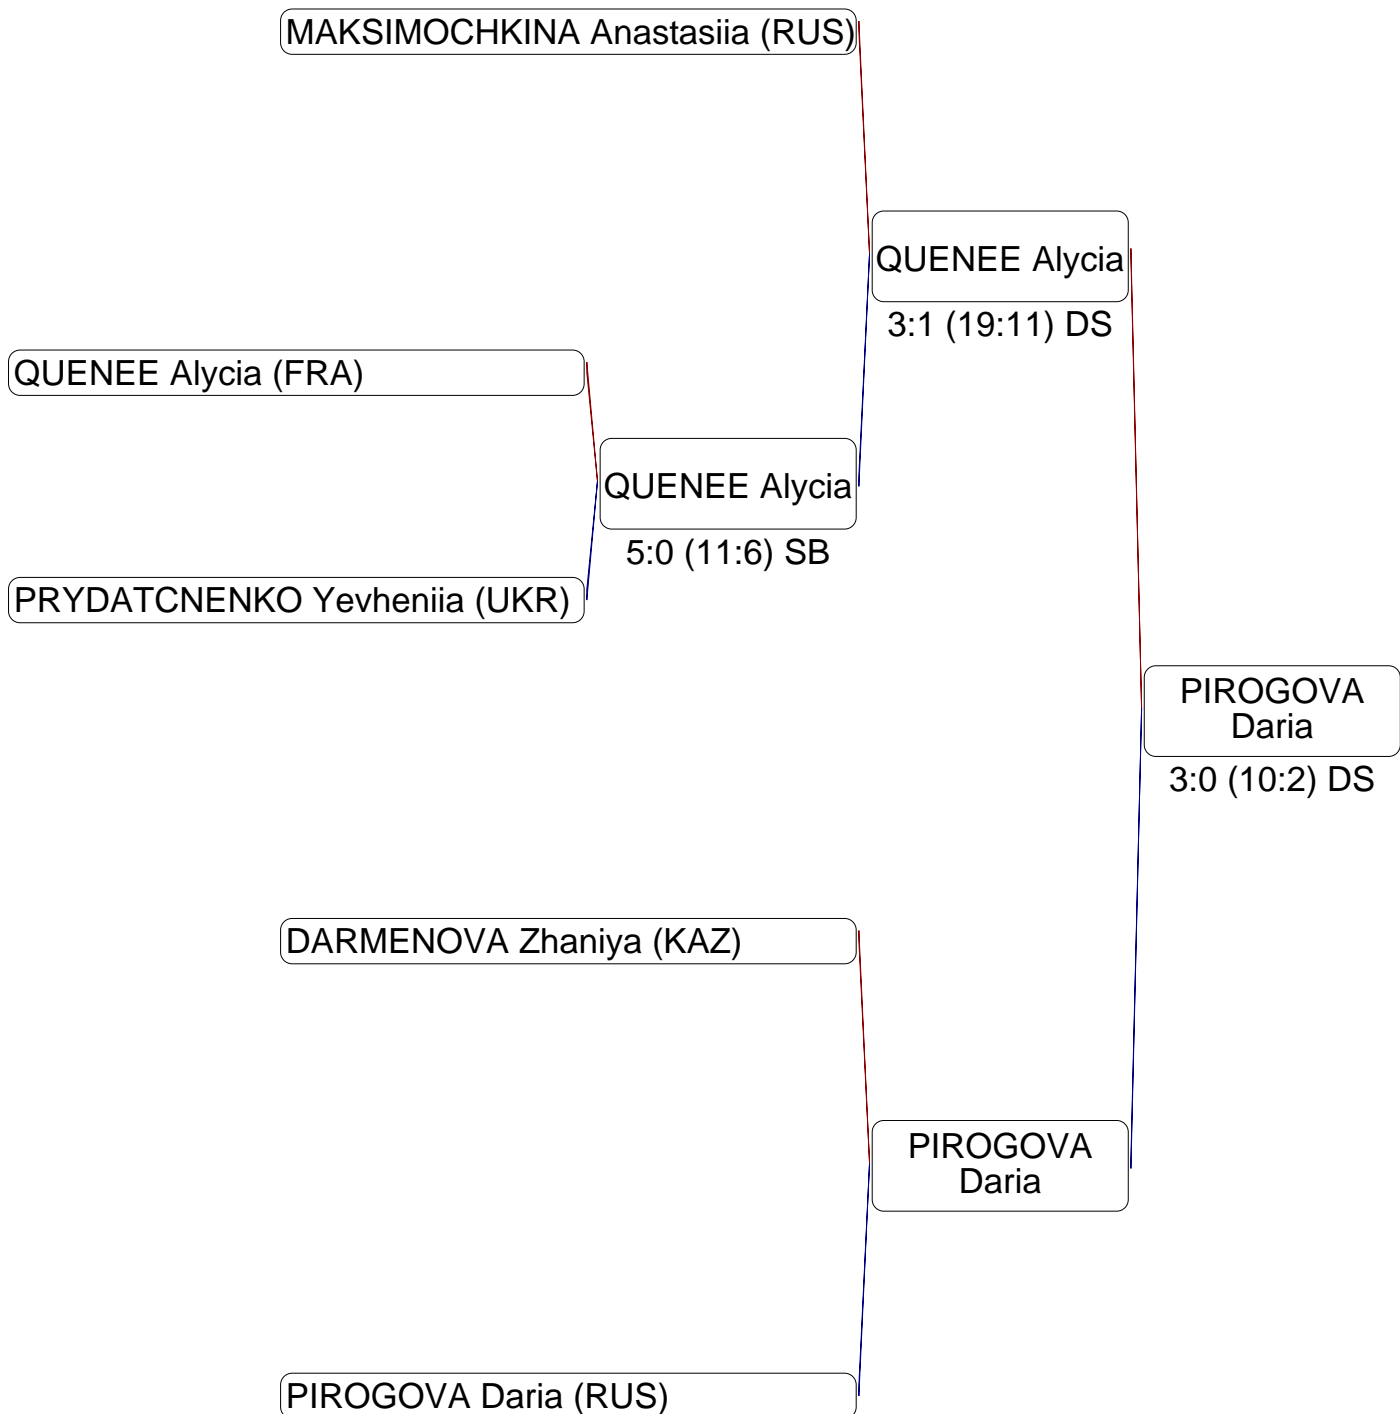 MAKSIMOCHKINA Anastasiia (RUS)
QUENEE Alycia
3:1 (19:11) DS
QUENEE Alycia (FRA)
QUENEE Alycia
5:0 (11:6) SB
PRYDATCNENKO Yevheniia (UKR)
PIROGOVA
Daria
3:0 (10:2) DS
DARMENOVA Zhaniya (KAZ)
PIROGOVA
Daria
PIROGOVA Daria (RUS)